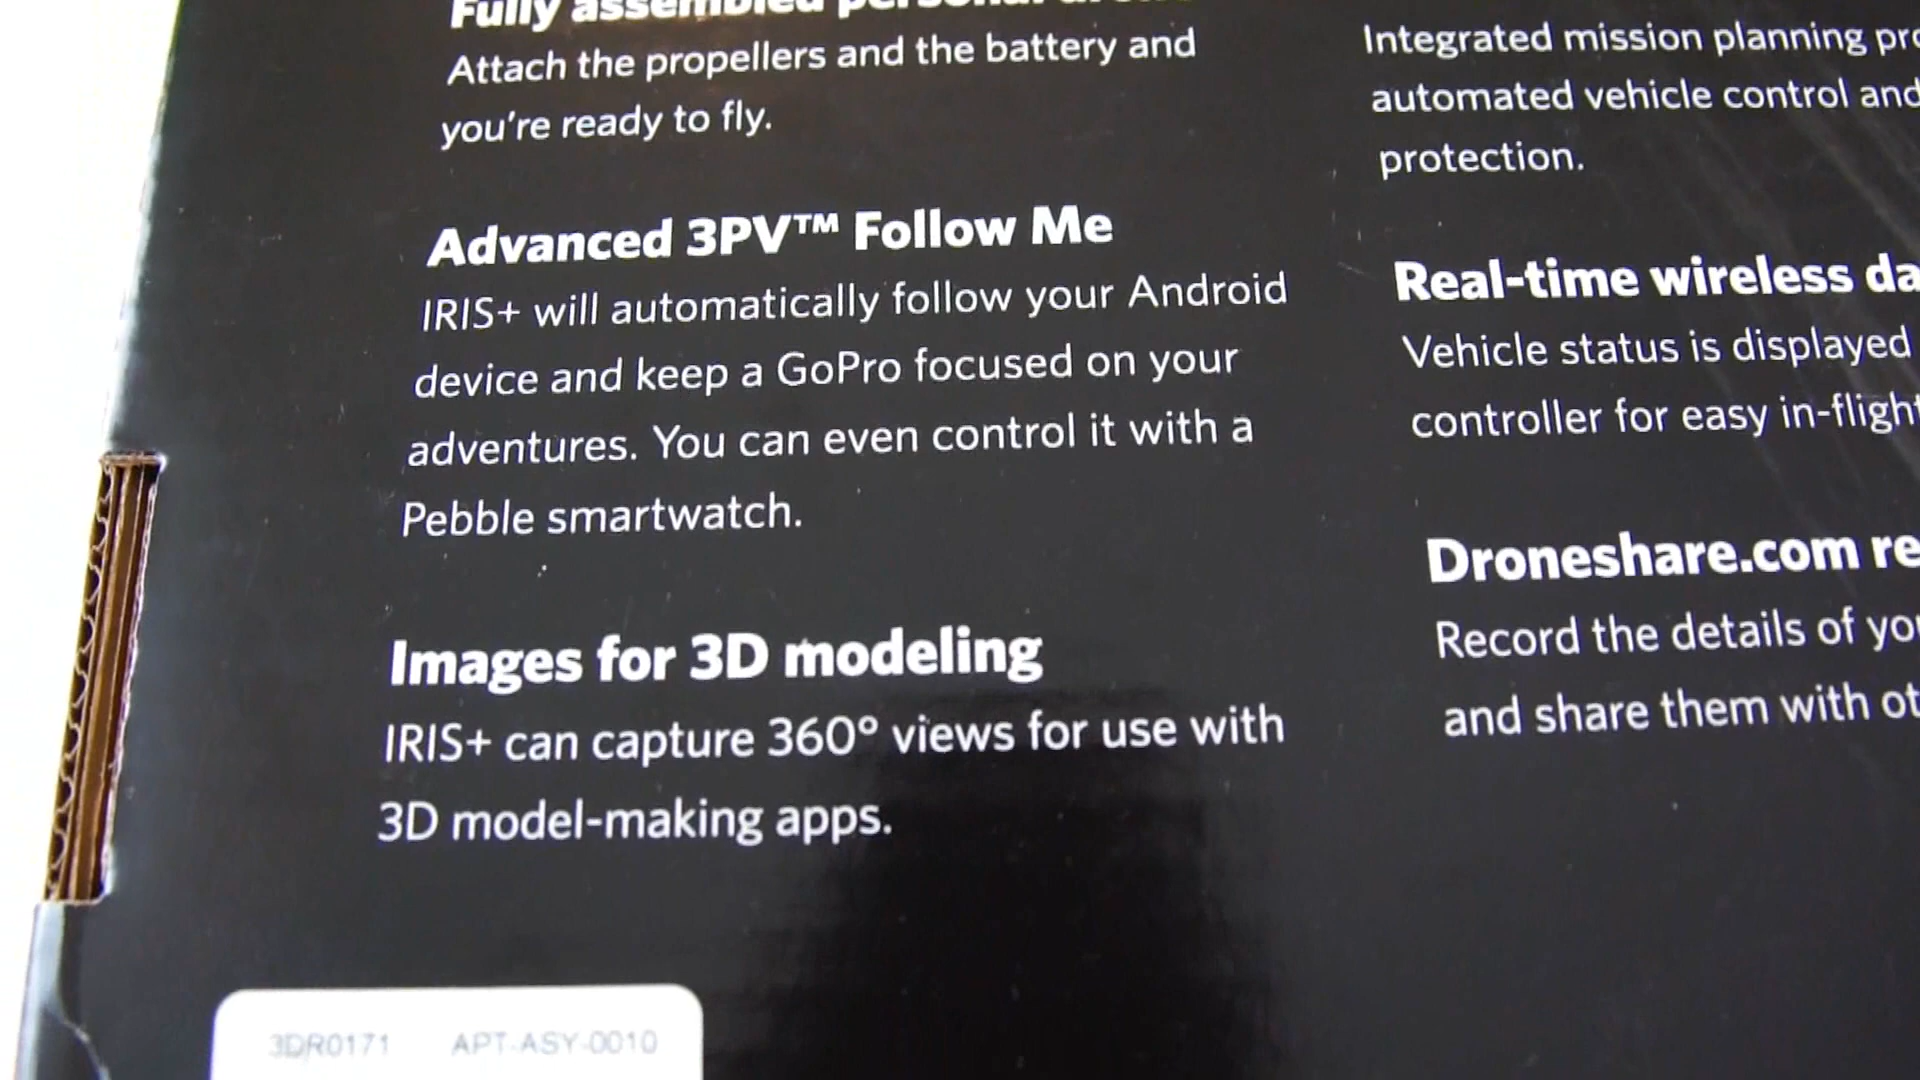 Fully assembled personal drone
Attach the propellers and the battery and
you're ready to fly.
Advanced 3PV™ Follow Me
IRIS+ will automatically follow your Android
device and keep a GoPro focused on your
adventures. You can even control it with a
Pebble smartwatch.
Images for 3D modeling
IRIS+ can capture 360° views for use with
3D model-making apps.
Integrated mission planning
automated vehicle control and
protection.
Real-time wireless
Vehicle status is displayed
controller for easy in-flight
Droneshare.com
Record the details of
and share them with
3DR0171 APT-ASY-0010